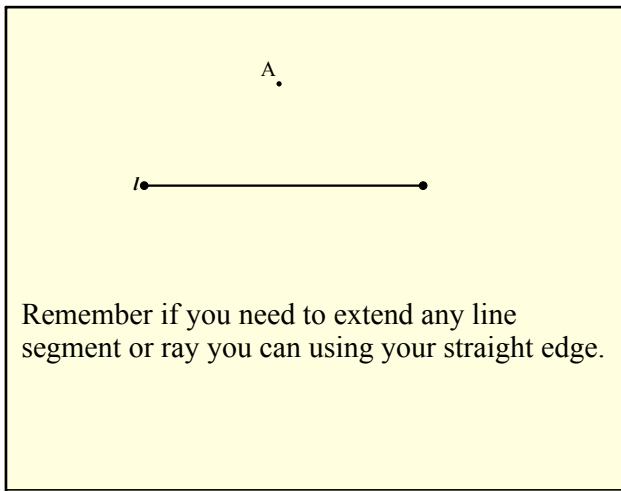 A
l
Remember if you need to extend any line
segment or ray you can using your straight edge.